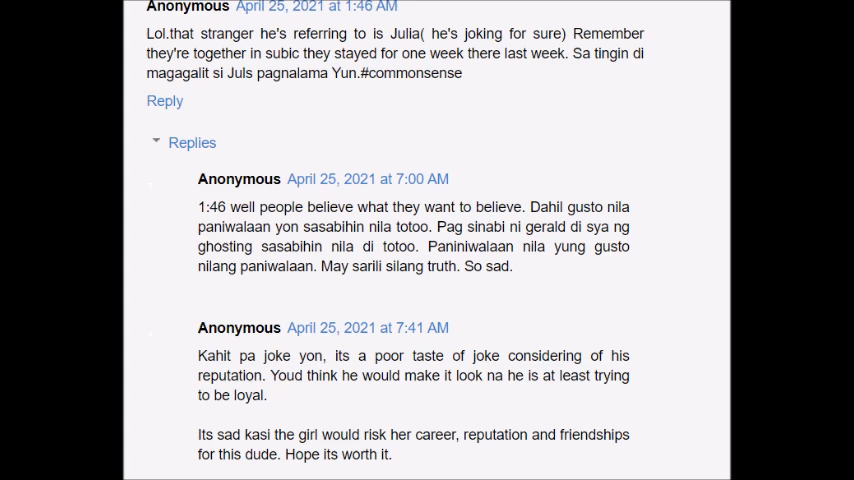 Anonymous April 25, 2021 at 1:46 AM
Lol.that stranger he's referring to is Julia( he's joking for sure) Remember
they're together in subic they stayed for one week there last week. Sa tingin di
magagalit si Juls pagnalama Yun.#commonsense
Reply
Replies
Anonymous April 25, 2021 at 7:00 AM
1:46 well people believe what they want to believe. Dahil gusto nila
paniwalaan yon sasabihin nila totoo. Pag sinabi ni gerald di sya ng
ghosting sasabihin nila di totoo. Paniniwalaan nila yung gusto
nilang paniwalaan. May sarili silang truth. So sad.
Anonymous April 25, 2021 at 7:41 AM
Kahit pa joke yon, its a poor taste of joke considering of his
reputation. Youd think he would make it look na he is at least trying
to be loyal.
Its sad kasi the girl would risk her career, reputation and friendships
for this dude. Hope its worth it.